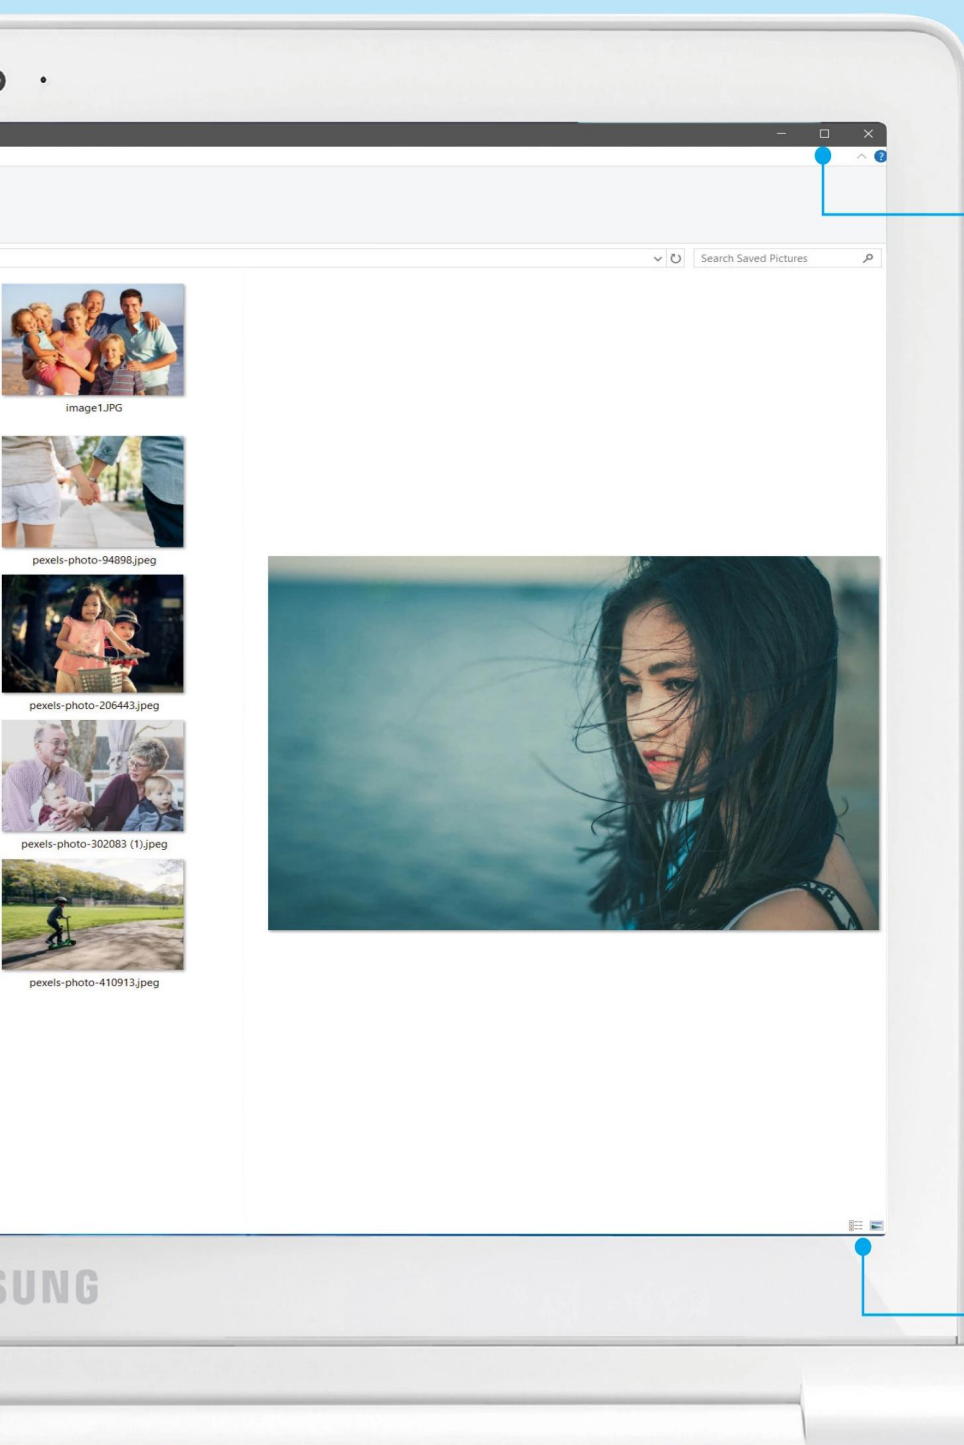 Search Saved Pictures
image1.JPG
pexels-photo-94898.jpeg
pexels-photo-206443.jpeg
pexels-photo-302083 (1).jpeg
pexels-photo-410913.jpeg
SUNG